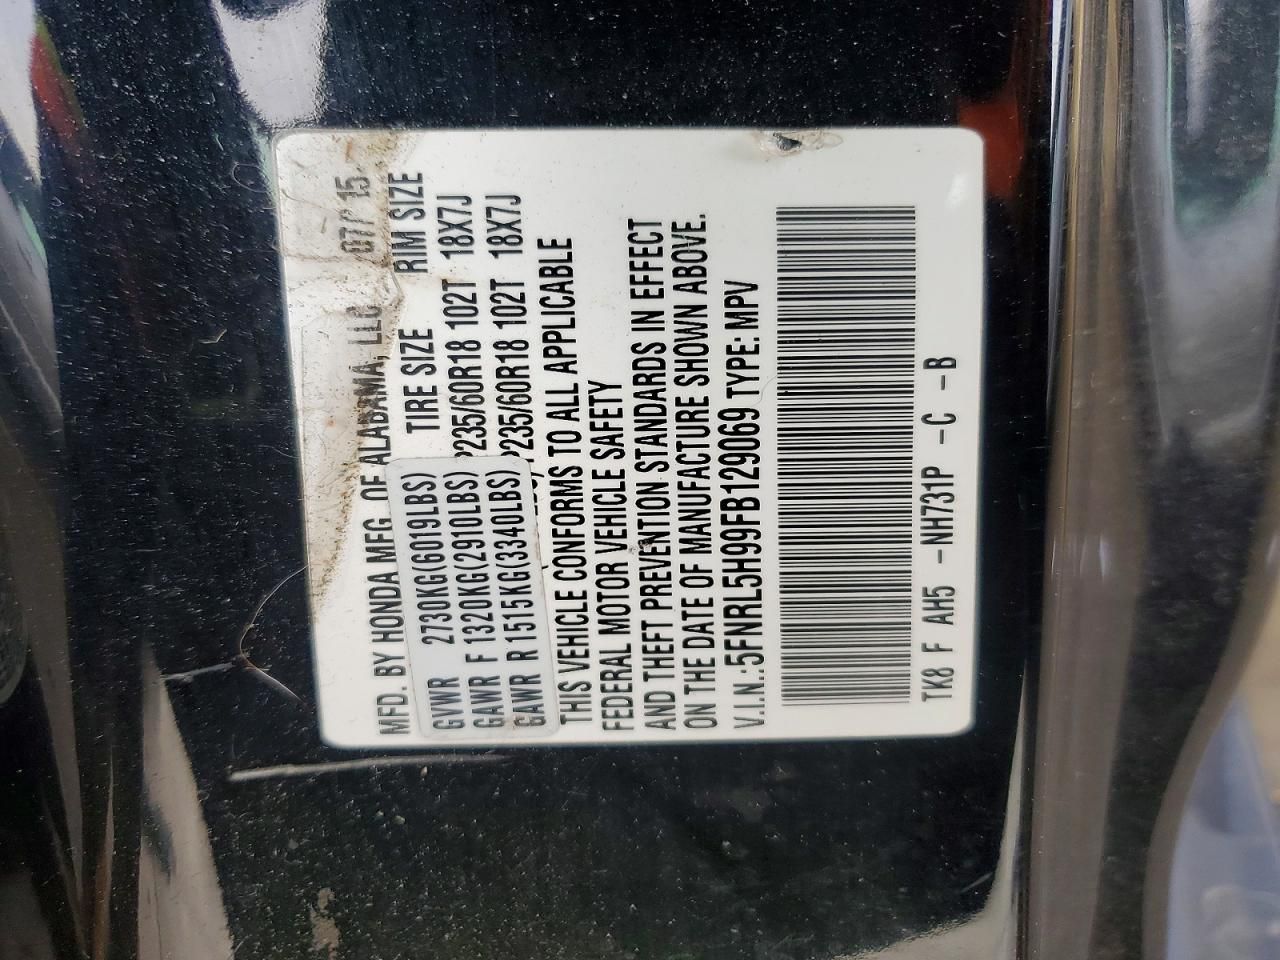 MFD. BY HONDA MFG. OF ALABAMA, LLC 07/ 15
TIRE SIZE RIM SIZE
GVWR 2730KG(6019LBS)
GAWR F 1320KG(2910LBS) P235/60R18 102T 18X7J
GAWR R 1515KG(3340LBS) P235/60R18 102T 18X7J
THIS VEHICLE CONFORMS TO ALL APPLICABLE
FEDERAL MOTOR VEHICLE SAFETY
AND THEFT PREVENTION STANDARDS IN EFFECT
ON THE DATE OF MANUFACTURE SHOWN ABOVE.
V.I.N.:5FNRL5H99FB129069 TYPE: MPV
TK8 F AH5 -NH731P -C -B